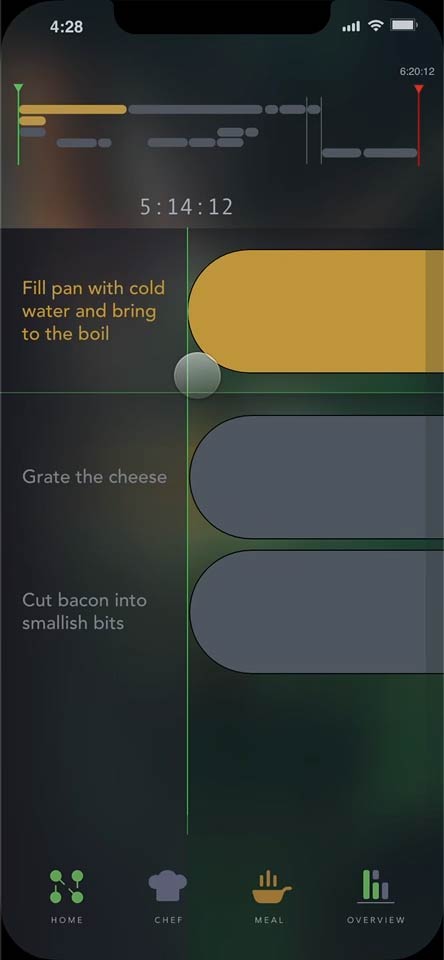 4:28
6:20:12
5:14:12
Fill pan with cold
water and bring
to the boil
Grate the cheese
Cut bacon into
smallish bits
HOME CHEF MEAL OVERVIEW